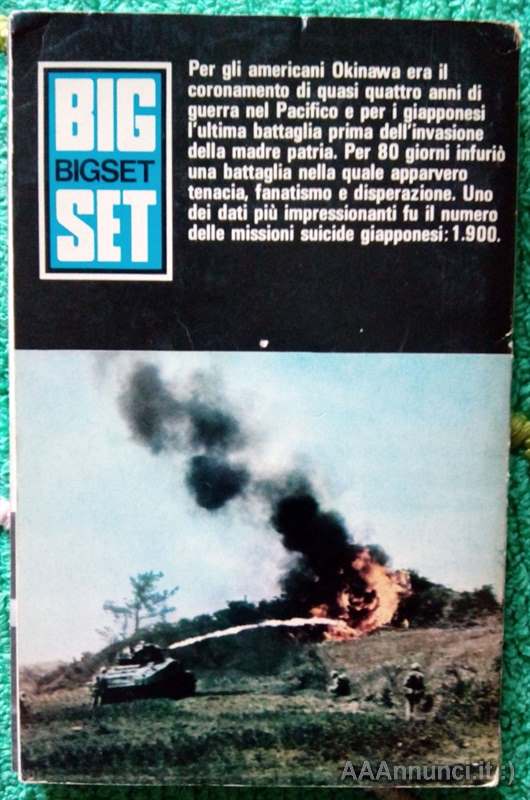 BIG
BIGSET
SET
Per gli americani Okinawa era il
coronamento di quasi quattro anni di
guerra nel Pacifico e per i giapponesi
l'ultima battaglia prima dell'invasione
della madre patria. Per 80 giorni infuriò
una battaglia nella quale apparvero
tenacia, fanatismo e disperazione. Uno
dei dati più impressionanti fu il numero
delle missioni suicide giapponesi: 1.900.
AAAnnunci.it :)